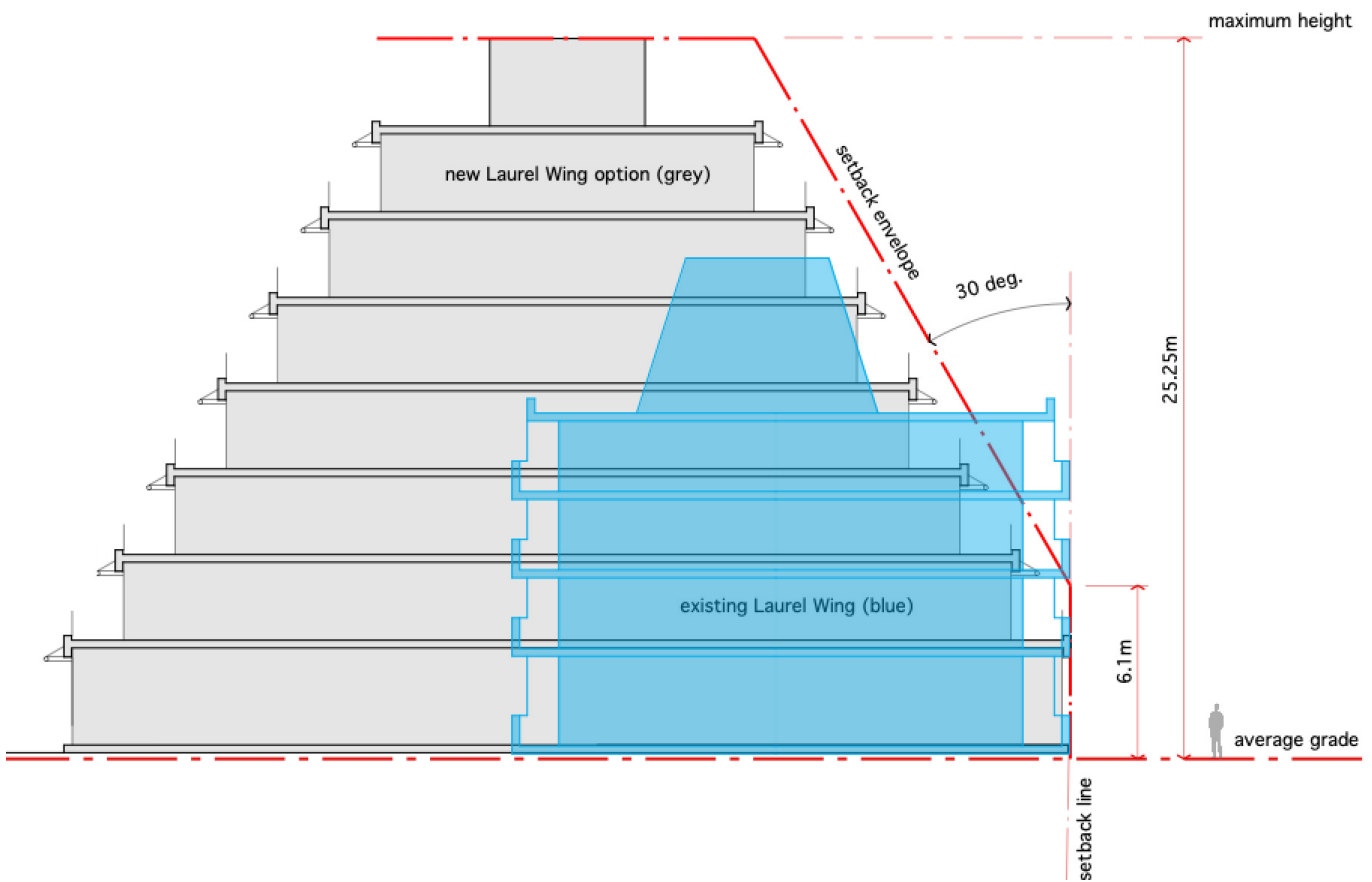 maximum height
new Laurel Wing option (grey)
setback envelope
30 deg.
25.25m
existing Laurel Wing (blue)
6.1m
average grade
setback line